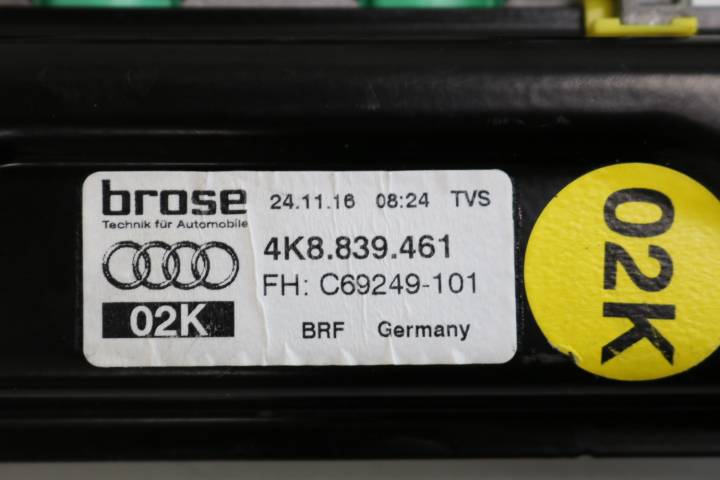 brose
Technik für Automobile
24.11.16 08:24 TVS
4K8.839.461
FH: C69249-101
02K
BRF Germany
02K